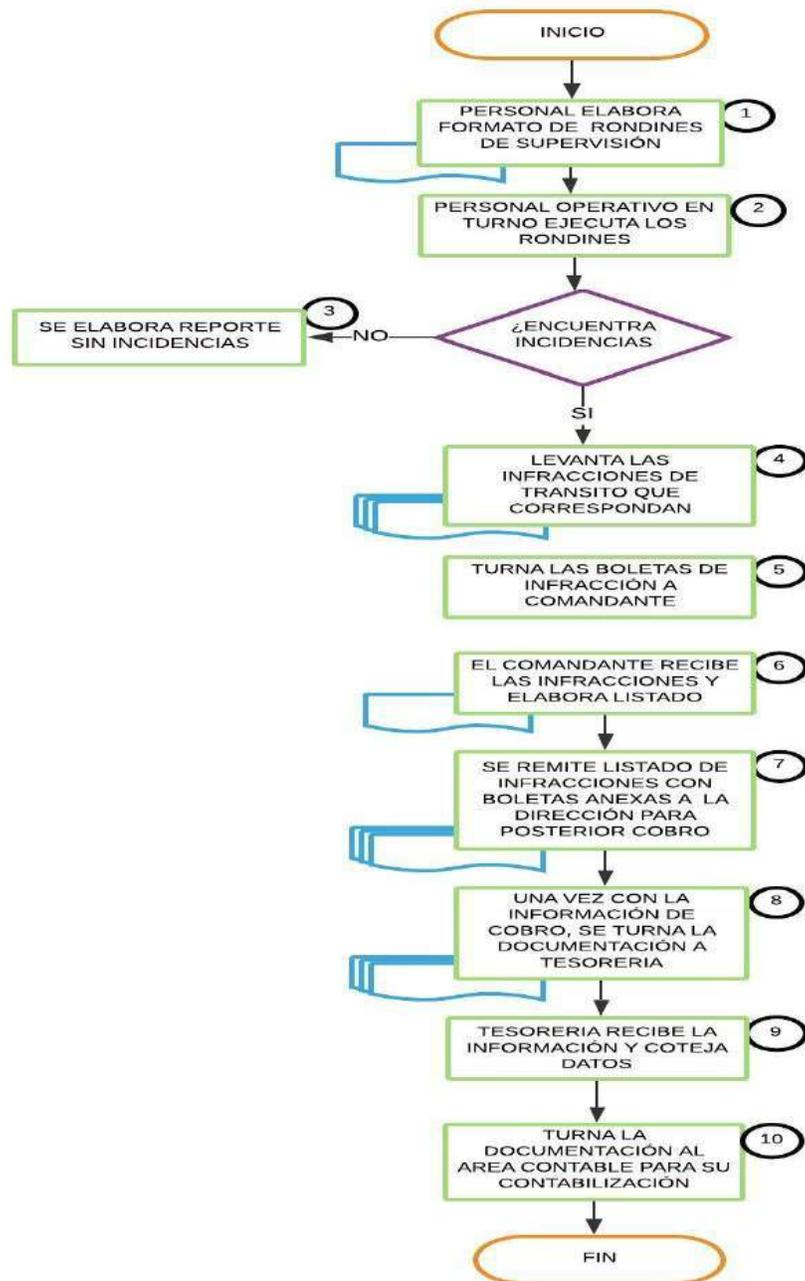 INICIO
1
PERSONAL ELABORA
FORMATO DE RONDINES
DE SUPERVISIÓN
2
PERSONAL OPERATIVO EN
TURNO EJECUTA LOS
RONDINES
¿ENCUENTRA
INCIDENCIAS
NO
3
SE ELABORA REPORTE
SIN INCIDENCIAS
SI
4
LEVANTA LAS
INFRACCIONES DE
TRANSITO QUE
CORRESPONDAN
5
TURNA LAS BOLETAS DE
INFRACCIÓN A
COMANDANTE
6
EL COMANDANTE RECIBE
LAS INFRACCIONES Y
ELABORA LISTADO
7
SE REMITE LISTADO DE
INFRACCIONES CON
BOLETAS ANEXAS A LA
DIRECCIÓN PARA
POSTERIOR COBRO
8
UNA VEZ CON LA
INFORMACIÓN DE
COBRO, SE TURNA LA
DOCUMENTACIÓN A
TESORERIA
9
TESORERIA RECIBE LA
INFORMACIÓN Y COTEJA
DATOS
10
TURNA LA
DOCUMENTACIÓN AL
AREA CONTABLE PARA SU
CONTABILIZACIÓN
FIN